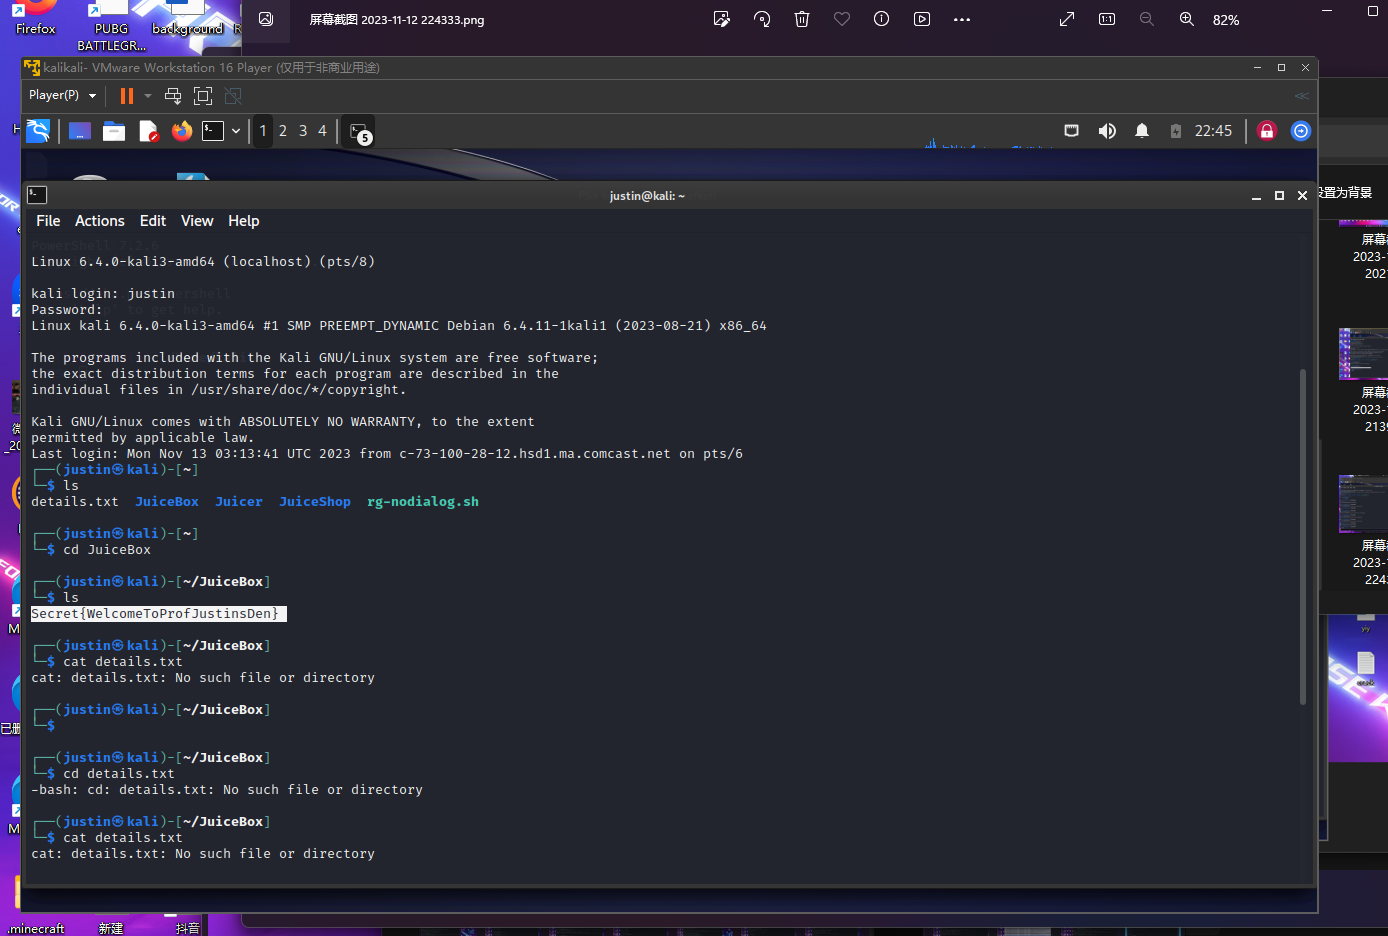 屏幕截图 2023-11-12 224333.png
82%
Firefox
PUBG
BATTLEGR...
background
kalikali- VMware Workstation 16 Player (仅用于非商业用途)
Player(P)
1 2 3 4
5
22:45
设置为背景
justin@kali: ~
File Actions Edit View Help
PowerShell 7.2.6
Linux 6.4.0-kali3-amd64 (localhost) (pts/8)
kali login: justin
Password:
Linux kali 6.4.0-kali3-amd64 #1 SMP PREEMPT_DYNAMIC Debian 6.4.11-1kali1 (2023-08-21) x86_64
The programs included with the Kali GNU/Linux system are free software;
the exact distribution terms for each program are described in the
individual files in /usr/share/doc/*/copyright.
Kali GNU/Linux comes with ABSOLUTELY NO WARRANTY, to the extent
permitted by applicable law.
Last login: Mon Nov 13 03:13:41 UTC 2023 from c-73-100-28-12.hsd1.ma.comcast.net on pts/6
┌──(justin㉿kali)-[~]
└─$ ls
details.txt JuiceBox Juicer JuiceShop rg-nodialog.sh
┌──(justin㉿kali)-[~]
└─$ cd JuiceBox
┌──(justin㉿kali)-[~/JuiceBox]
└─$ ls
Secret{WelcomeToProfJustinsDen}
┌──(justin㉿kali)-[~/JuiceBox]
└─$ cat details.txt
cat: details.txt: No such file or directory
┌──(justin㉿kali)-[~/JuiceBox]
└─$
┌──(justin㉿kali)-[~/JuiceBox]
└─$ cd details.txt
-bash: cd: details.txt: No such file or directory
┌──(justin㉿kali)-[~/JuiceBox]
└─$ cat details.txt
cat: details.txt: No such file or directory
.minecraft
新建
抖音
屏幕
2023-1
202
屏幕
2023-1
2139
屏幕
2023-1
224